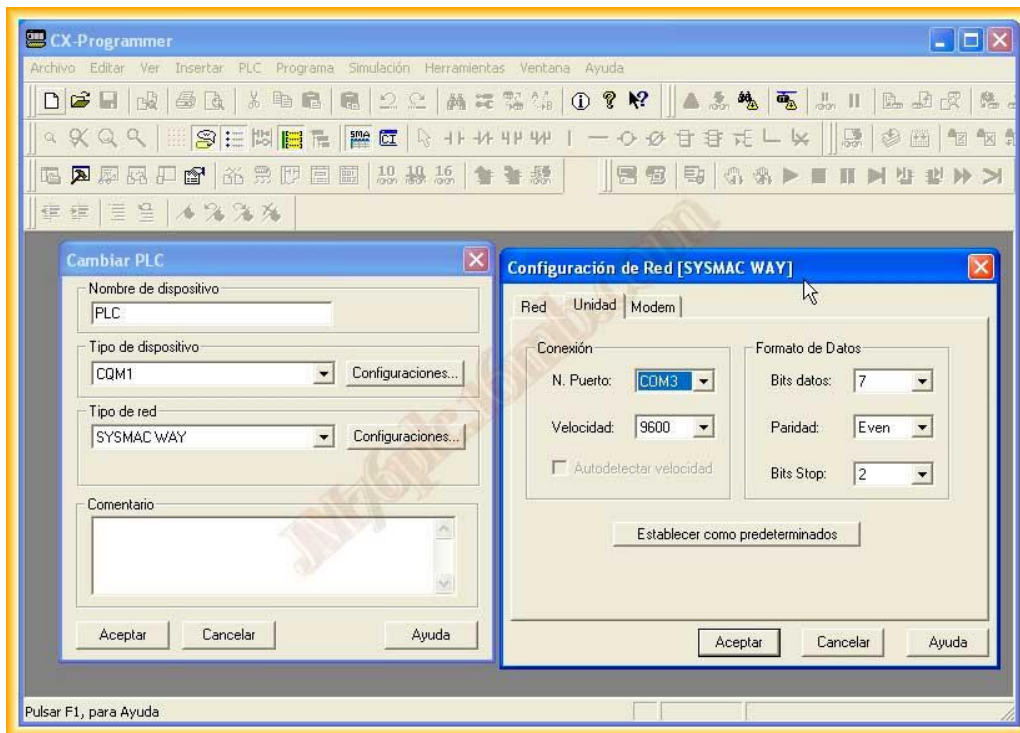 CX-Programmer
Archivo Editar Ver Insertar PLC Programa Simulación Herramientas Ventana Ayuda
Cambiar PLC
Nombre de dispositivo
PLC
Tipo de dispositivo
CQM1
Configuraciones...
Tipo de red
SYSMAC WAY
Configuraciones...
Comentario
Aceptar Cancelar Ayuda
Configuración de Red [SYSMAC WAY]
Red Unidad Modem
Conexión
N. Puerto: COM3
Velocidad: 9600
Autodetectar velocidad
Formato de Datos
Bits datos: 7
Paridad: Even
Bits Stop: 2
Establecer como predeterminados
Aceptar Cancelar Ayuda
Pulsar F1, para Ayuda